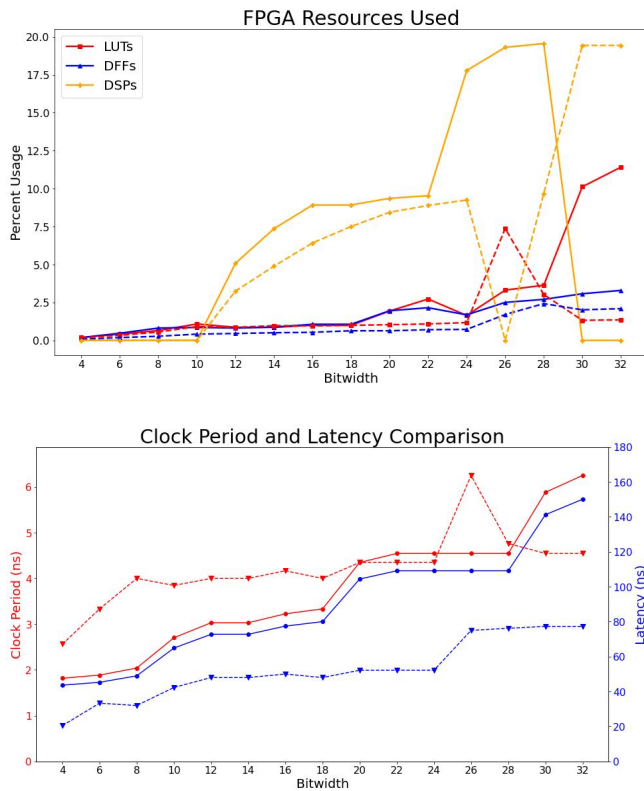 FPGA Resources Used
20.0
17.5
15.0
12.5
10.0
7.5
5.0
2.5
0.0
Percent Usage
LUTs
DFFs
DSPs
4 6 8 10 12 14 16 18 20 22 24 26 28 30 32
Bitwidth
Clock Period and Latency Comparison
6
5
4
3
2
1
0
Clock Period (ns)
180
160
140
120
100
80
60
40
20
0
Latency (ns)
4 6 8 10 12 14 16 18 20 22 24 26 28 30 32
Bitwidth